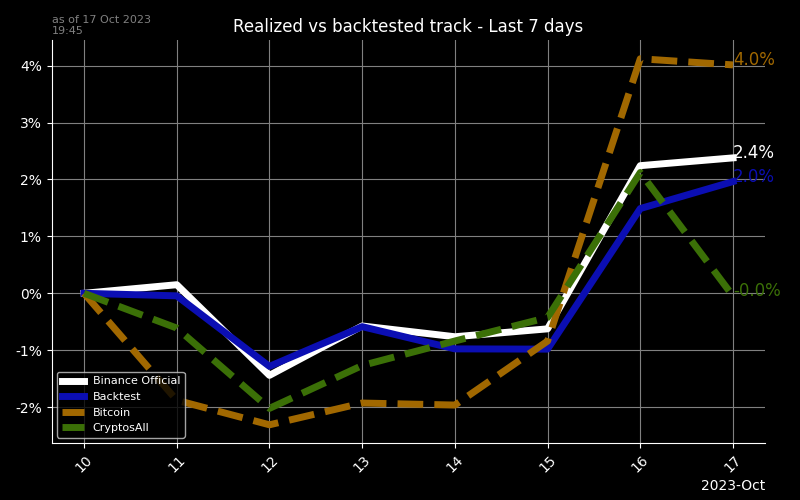 as of 17 Oct 2023
19:45
Realized vs backtested track - Last 7 days
4%
3%
2%
1%
0%
-1%
-2%
4.0%
2.4%
2.0%
-0.0%
Binance Official
Backtest
Bitcoin
CryptosAll
10
11
12
13
14
15
16
17
2023-Oct